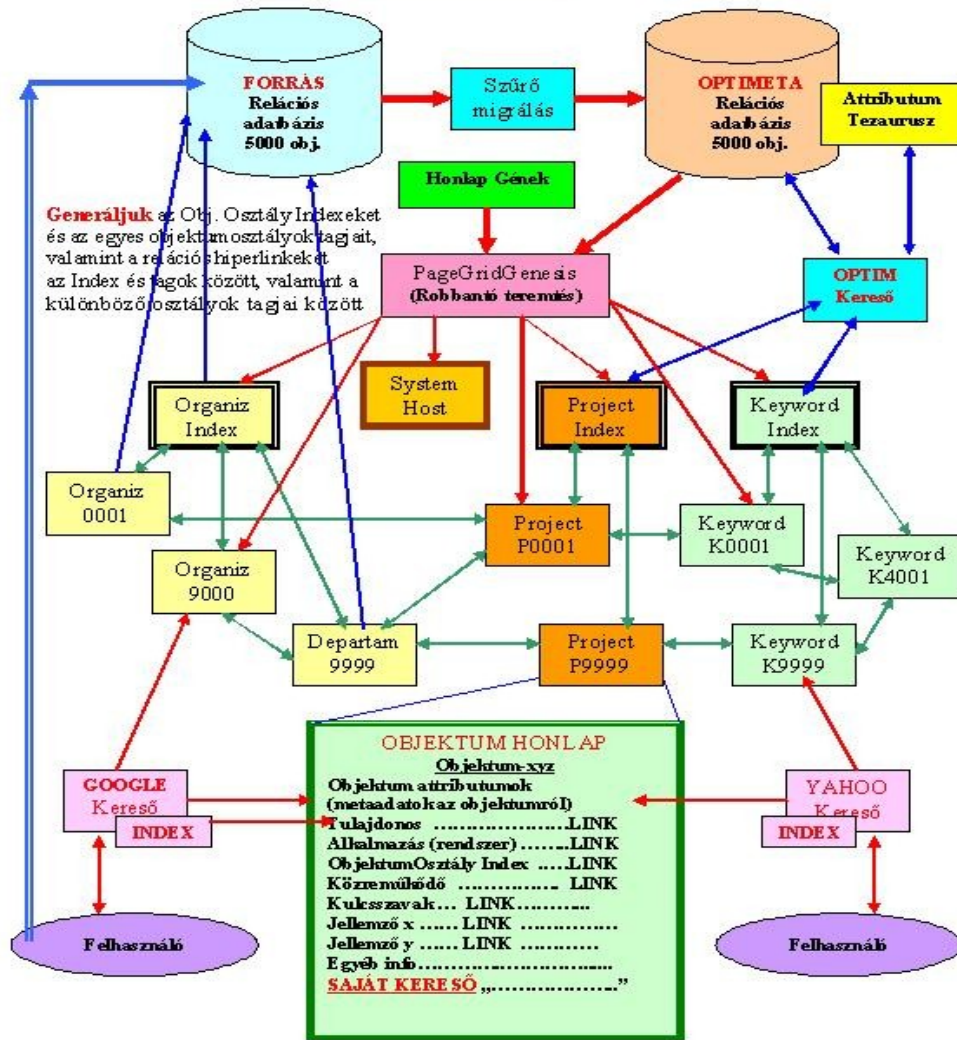 FORRÁS
Relációs
adatbázis
5000 obj.
Szűrő
migrálás
OPTIMETA
Relációs
adatbázis
5000 obj.
Attributum
Tezaurusz
Honlap Gének
Generáljuk az Obj. Osztály Indexeket
és az egyes objektumosztályok tagjait,
valamint a relációs hiperlinkeket
az Index és tagok között, valamint a
különböző osztályok tagjai között
PageGridGenesis
(Robbantó teremtés)
OPTIM
Kereső
Organiz
Index
System
Host
Project
Index
Keyword
Index
Organiz
0001
Project
P0001
Keyword
K0001
Keyword
K4001
Organiz
9000
Departam
9999
Project
P9999
Keyword
K9999
OBJEKTUM HONLAP
Objektum-xyz
Objektum attributumok
(metaadatok az objektumról)
Tulajdonos …………………..LINK
Alkalmazás (rendszer) ……..LINK
ObjektumOsztály Index …..LINK
Közreműködő ……………. LINK
Kulcsszavak… LINK…………
Jellemző x …… LINK ……………
Jellemző y …… LINK …………
Egyéb info…………………………
SAJÁT KERESŐ „…………………..”
GOOGLE
Kereső
INDEX
YAHOO
Kereső
INDEX
Felhasználó
Felhasználó